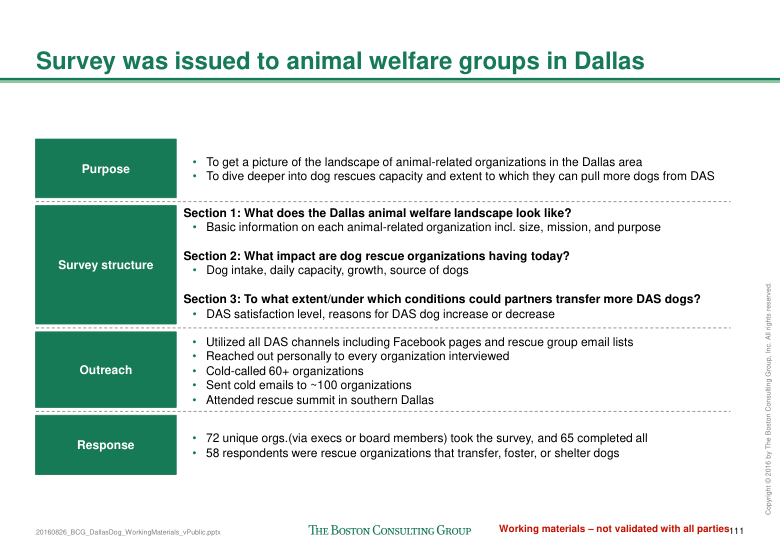 Survey was issued to animal welfare groups in Dallas
Purpose
• To get a picture of the landscape of animal-related organizations in the Dallas area
• To dive deeper into dog rescues capacity and extent to which they can pull more dogs from DAS
Survey structure
Section 1: What does the Dallas animal welfare landscape look like?
• Basic information on each animal-related organization incl. size, mission, and purpose
Section 2: What impact are dog rescue organizations having today?
• Dog intake, daily capacity, growth, source of dogs
Section 3: To what extent/under which conditions could partners transfer more DAS dogs?
• DAS satisfaction level, reasons for DAS dog increase or decrease
Outreach
• Utilized all DAS channels including Facebook pages and rescue group email lists
• Reached out personally to every organization interviewed
• Cold-called 60+ organizations
• Sent cold emails to ~100 organizations
• Attended rescue summit in southern Dallas
Response
• 72 unique orgs.(via execs or board members) took the survey, and 65 completed all
• 58 respondents were rescue organizations that transfer, foster, or shelter dogs
Copyright © 2016 by The Boston Consulting Group, Inc. All rights reserved.
20160826_BCG_DallasDog_WorkingMaterials_vPublic.pptx
THE BOSTON CONSULTING GROUP
Working materials – not validated with all parties
111